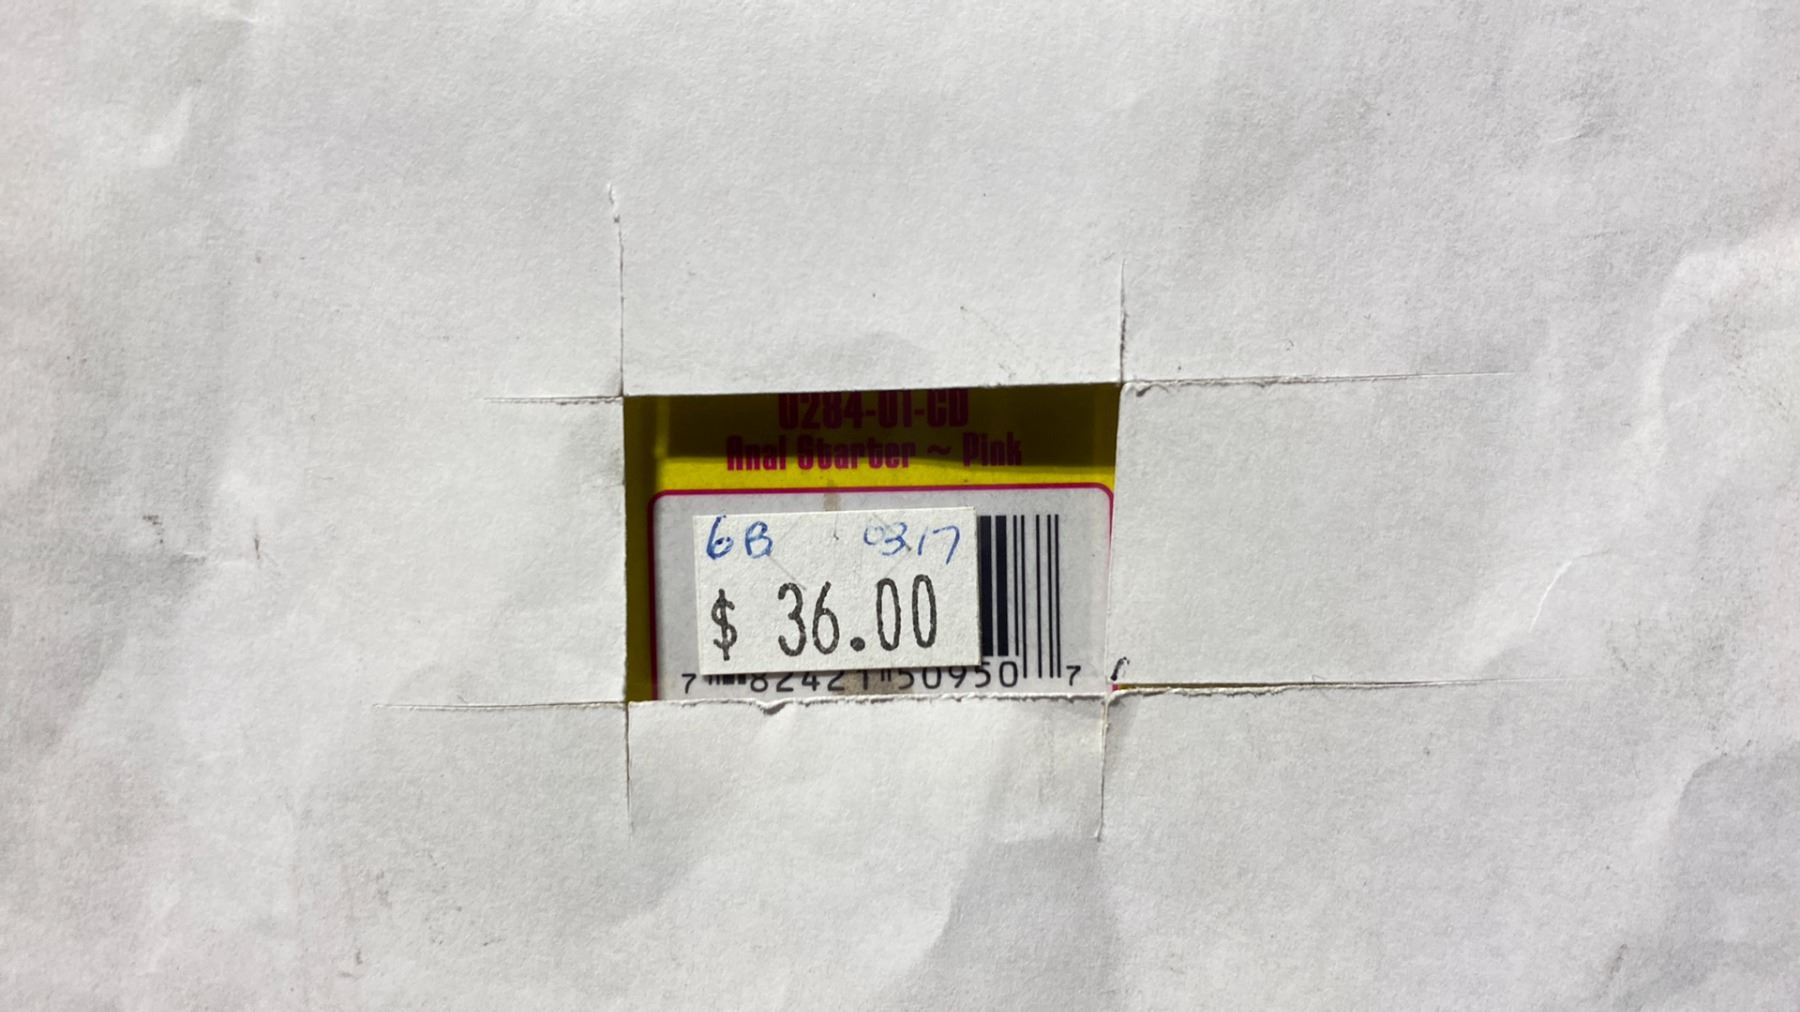 0284-01-CD
Anal Starter ~ Pink
6B 03.17
$ 36.00
7 82421 50950 7